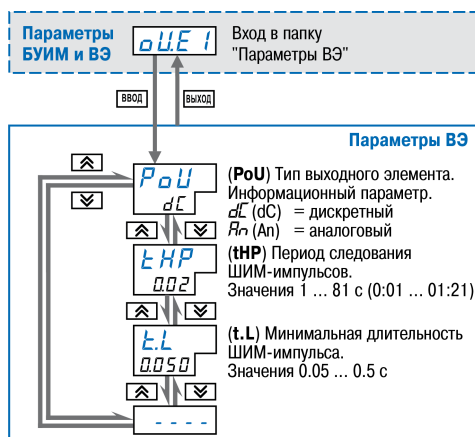 Параметры
БУИМ и ВЭ
oU.E 1
Вход в папку
"Параметры ВЭ"
ВВОД
ВЫХОД
Параметры ВЭ
PoU
dC
(PoU) Тип выходного элемента.
Информационный параметр.
dC (dC) = дискретный
An (An) = аналоговый
tHP
0.02
(tHP) Период следования
ШИМ-импульсов.
Значения 1 ... 81 с (0:01 ... 01:21)
t.L
0.050
(t.L) Минимальная длительность
ШИМ-импульса.
Значения 0.05 ... 0.5 с
- - - -